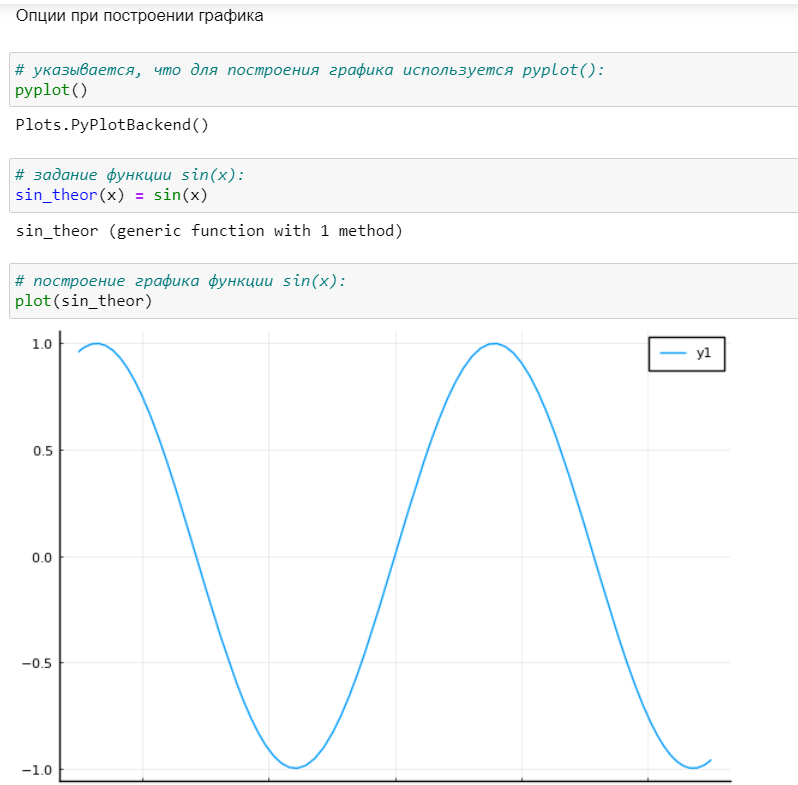 Опции при построении графика
# указывается, что для построения графика используется pyplot():
pyplot()
Plots.PyPlotBackend()
# задание функции sin(x):
sin_theor(x) = sin(x)
sin_theor (generic function with 1 method)
# построение графика функции sin(x):
plot(sin_theor)
1.0
y1
0.5
0.0
−0.5
−1.0